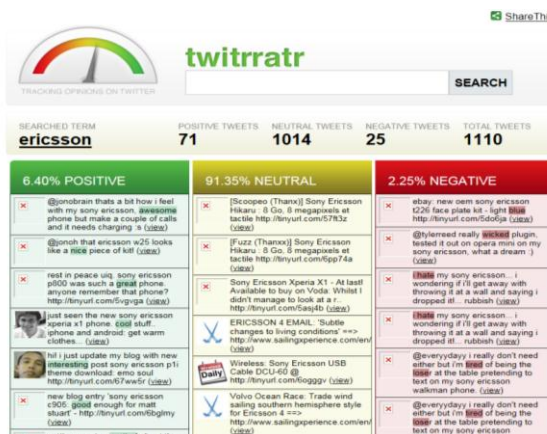 ShareThi
twitrratr
SEARCH
TRACKING OPINIONS ON TWITTER
SEARCHED TERM
ericsson
POSITIVE TWEETS
71
NEUTRAL TWEETS
1014
NEGATIVE TWEETS
25
TOTAL TWEETS
1110
6.40% POSITIVE
@jonobrain thats a bit how i feel
with my sony ericsson, awesome
phone but make a couple of calls
and it needs charging :s (view)
@jonoh that ericsson w25 looks
like a nice piece of kit! (view)
rest in peace uiq. sony ericsson
p800 was such a great phone.
anyone remember that phone?
http://tinyurl.com/5vgvga (view)
just seen the new sony ericsson
xperia x1 phone. cool stuff..
iphone and android: get warm
clothes... (view)
hi! i just update my blog with new
interesting post sony ericsson p1i
theme download: emo soul
http://tinyurl.com/67ww5r (view)
new blog entry 'sony ericsson
c905: good enough for matt
stuart' - http://tinyurl.com/6bglmy
(view)
91.35% NEUTRAL
[Scoopeo (Thanx)] Sony Ericsson
Hikaru : 8 Go, 8 megapixels et
tactile http://tinyurl.com/57ft3z
(view)
[Fuzz (Thanxx)] Sony Ericsson
Hikaru : 8 Go, 8 megapixels et
tactile http://tinyurl.com/6pp74a
(view)
Sony Ericsson Xperia X1 - At last!
Available to buy on Voda: Whilst I
didn't manage to look at a r..
http://tinyurl.com/5asj4b (view)
ERICSSON 4 EMAIL: 'Subtle
changes to living conditions' ==>
http://www.sailingxperience.com/en/
(view)
Daily
Wireless: Sony Ericsson USB
Cable DCU-60 @
http://tinyurl.com/6ogggv (view)
Volvo Ocean Race: Trade wind
sailing southern hemisphere style
for Ericsson 4 ==>
http://www.sailingxperience.com/en/
(view)
2.25% NEGATIVE
ebay: new oem sony ericsson
t226 face plate kit - light blue
http://tinyurl.com/5do6ja (view)
@tylerreed really wicked plugin,
tested it out on opera mini on my
sony ericsson, what a dream :)
(view)
i hate my sony ericsson... i
wondering if i'll get away with
throwing it at a wall and saying i
dropped it!... rubbish (view)
i hate my sony ericsson... i
wondering if i'll get away with
throwing it at a wall and saying i
dropped it!... rubbish (view)
@everyydayy i really don't need
either but i'm tired of being the
loser at the table pretending to
text on my sony ericsson
walkman phone. (view)
@everyydayy i really don't need
either but i'm tired of being the
loser at the table pretending to
text on my sony ericsson